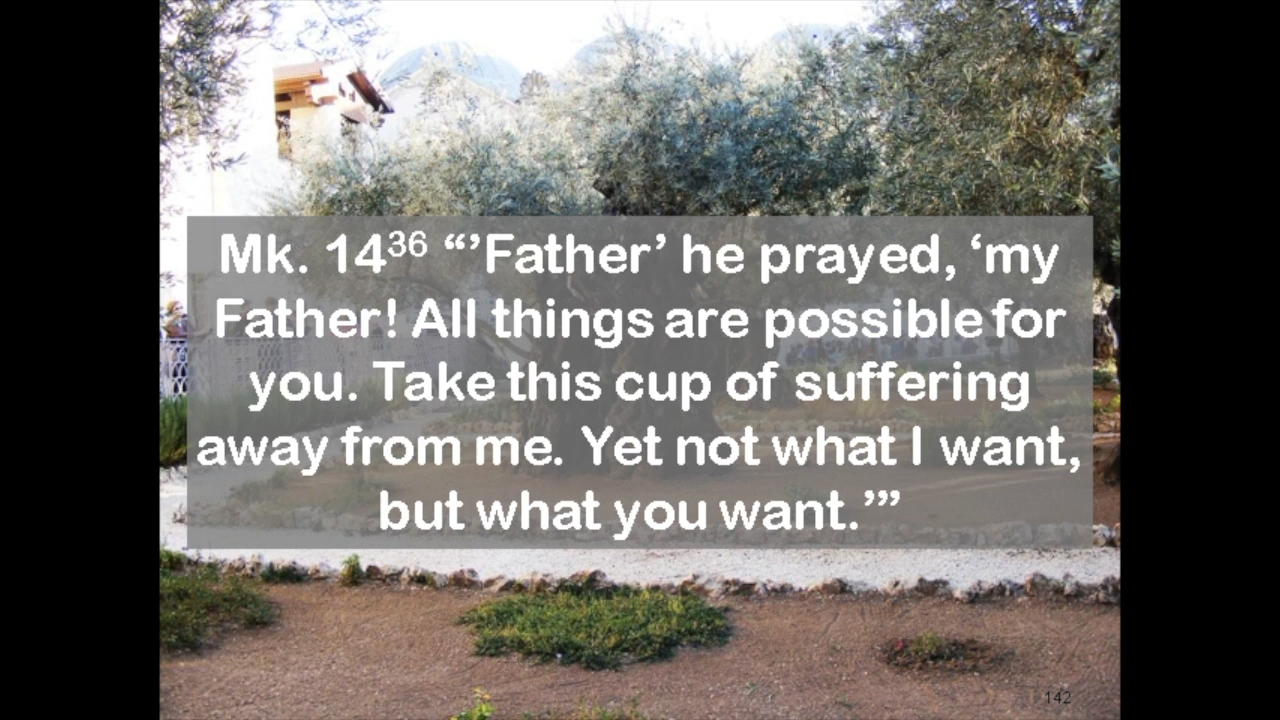 Mk. 14³⁶ “’Father’ he prayed, ‘my
Father! All things are possible for
you. Take this cup of suffering
away from me. Yet not what I want,
but what you want.’”
142